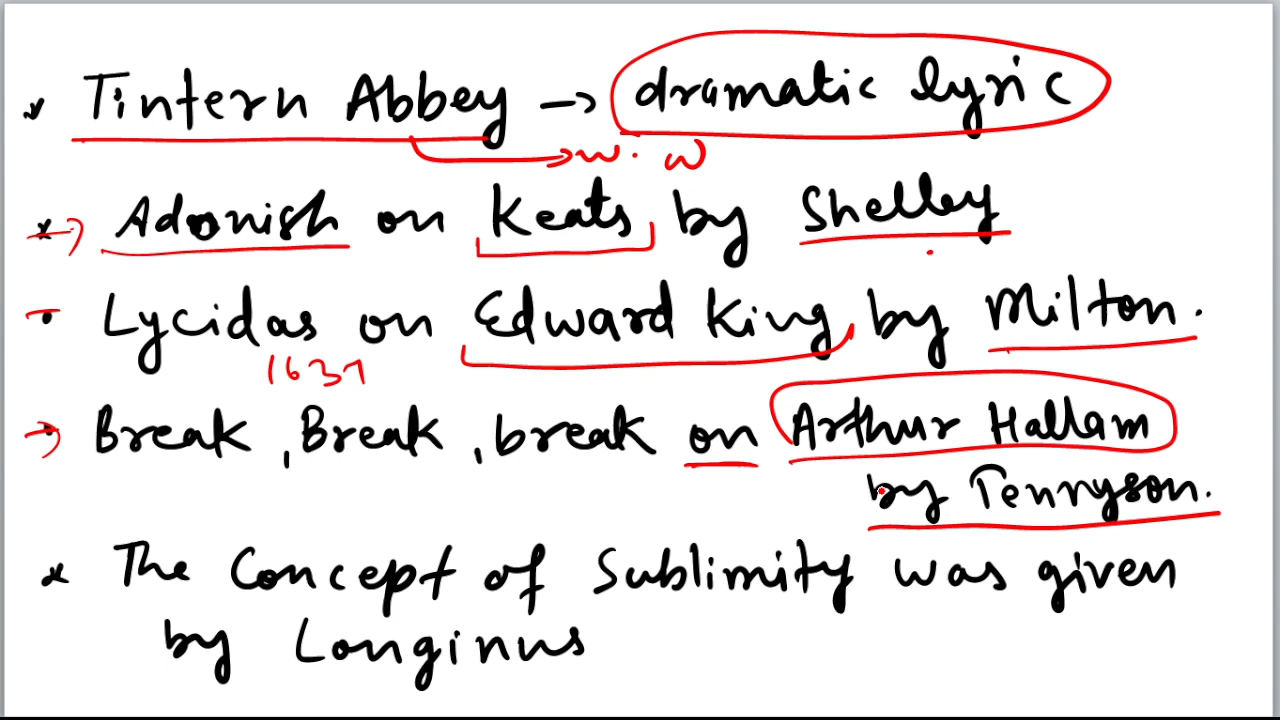 Tintern Abbey → dramatic lyric
→ W. W
Adonish on Keats by Shelley
Lycidas on Edward King by Milton.
1637
Break, Break, break on Arthur Hallam
by Tennyson.
The Concept of Sublimity was given
by Longinus